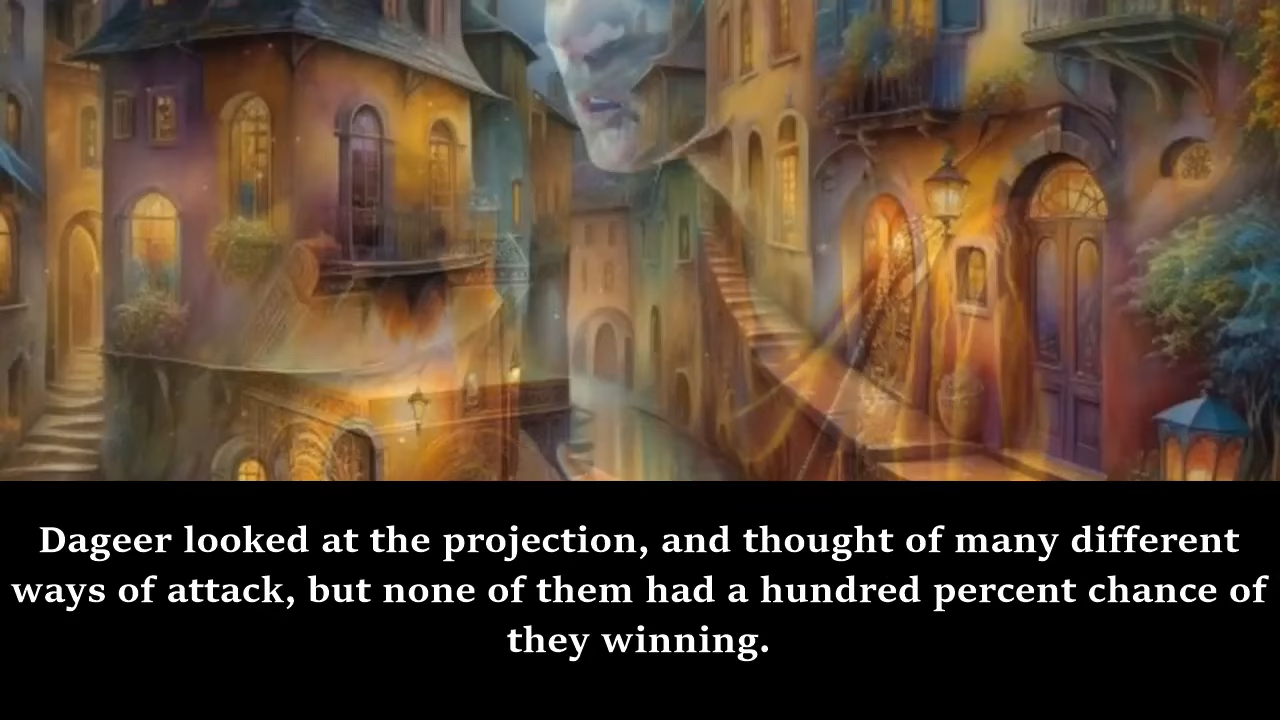 Dageer looked at the projection, and thought of many different
ways of attack, but none of them had a hundred percent chance of
they winning.